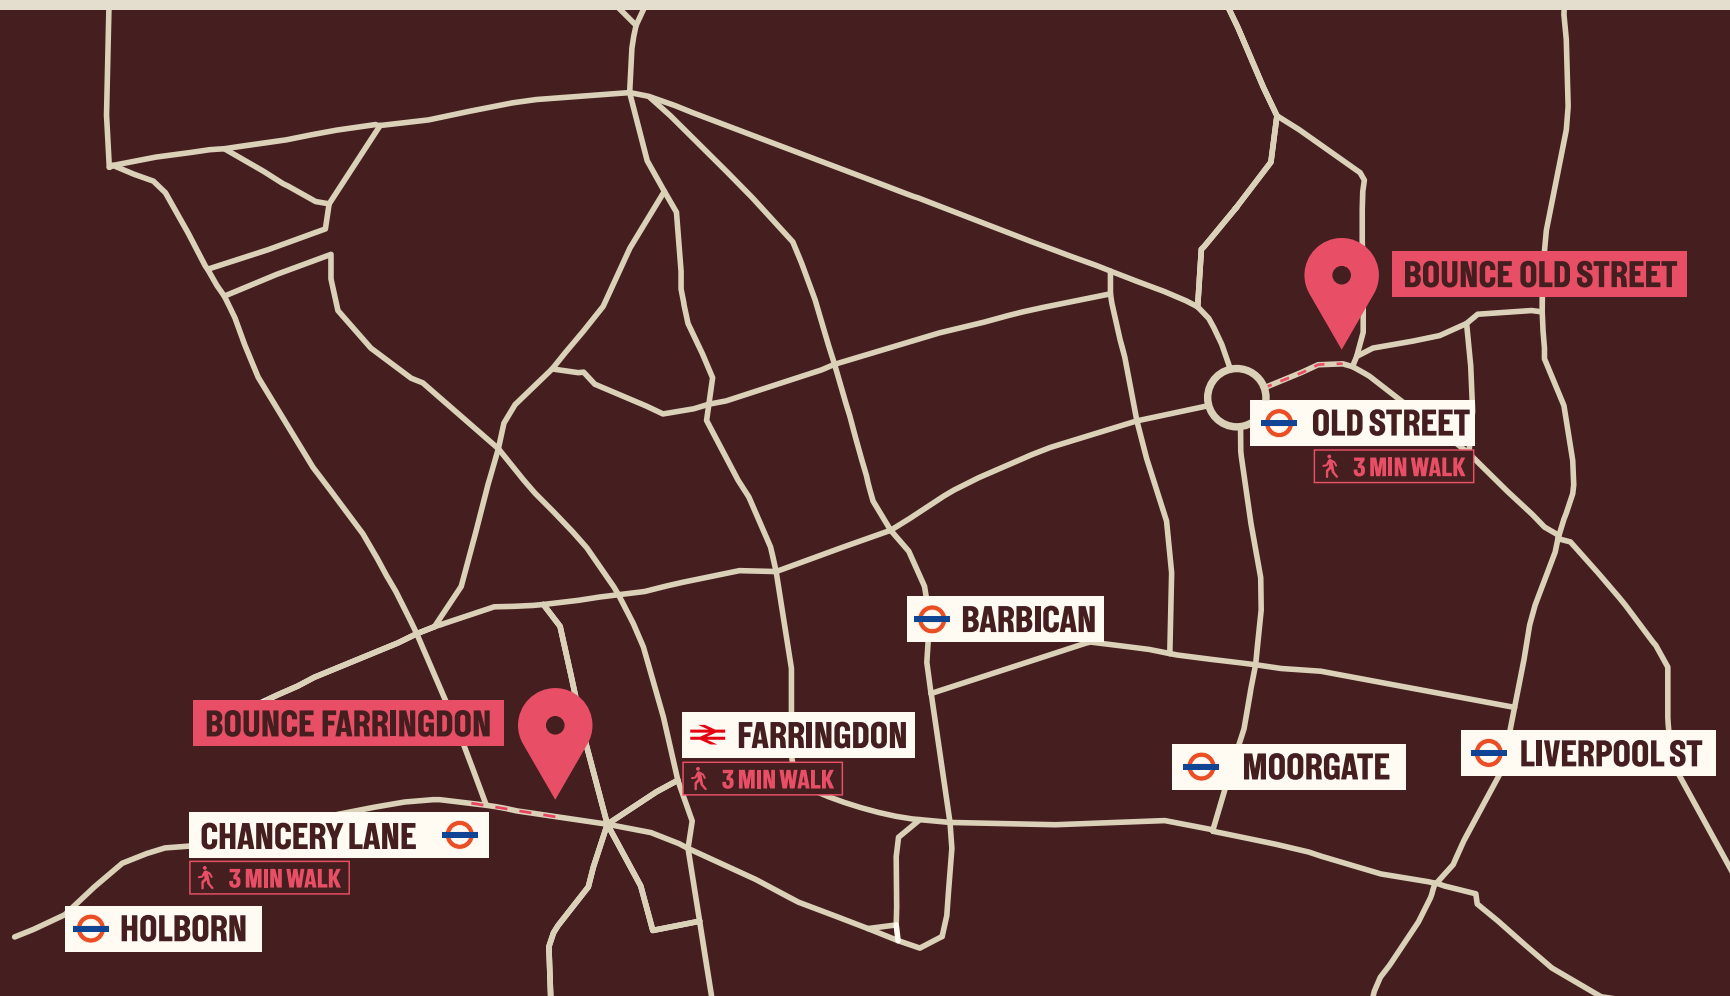 BOUNCE OLD STREET
OLD STREET
3 MIN WALK
BARBICAN
BOUNCE FARRINGDON
FARRINGDON
3 MIN WALK
MOORGATE
LIVERPOOL ST
CHANCERY LANE
3 MIN WALK
HOLBORN